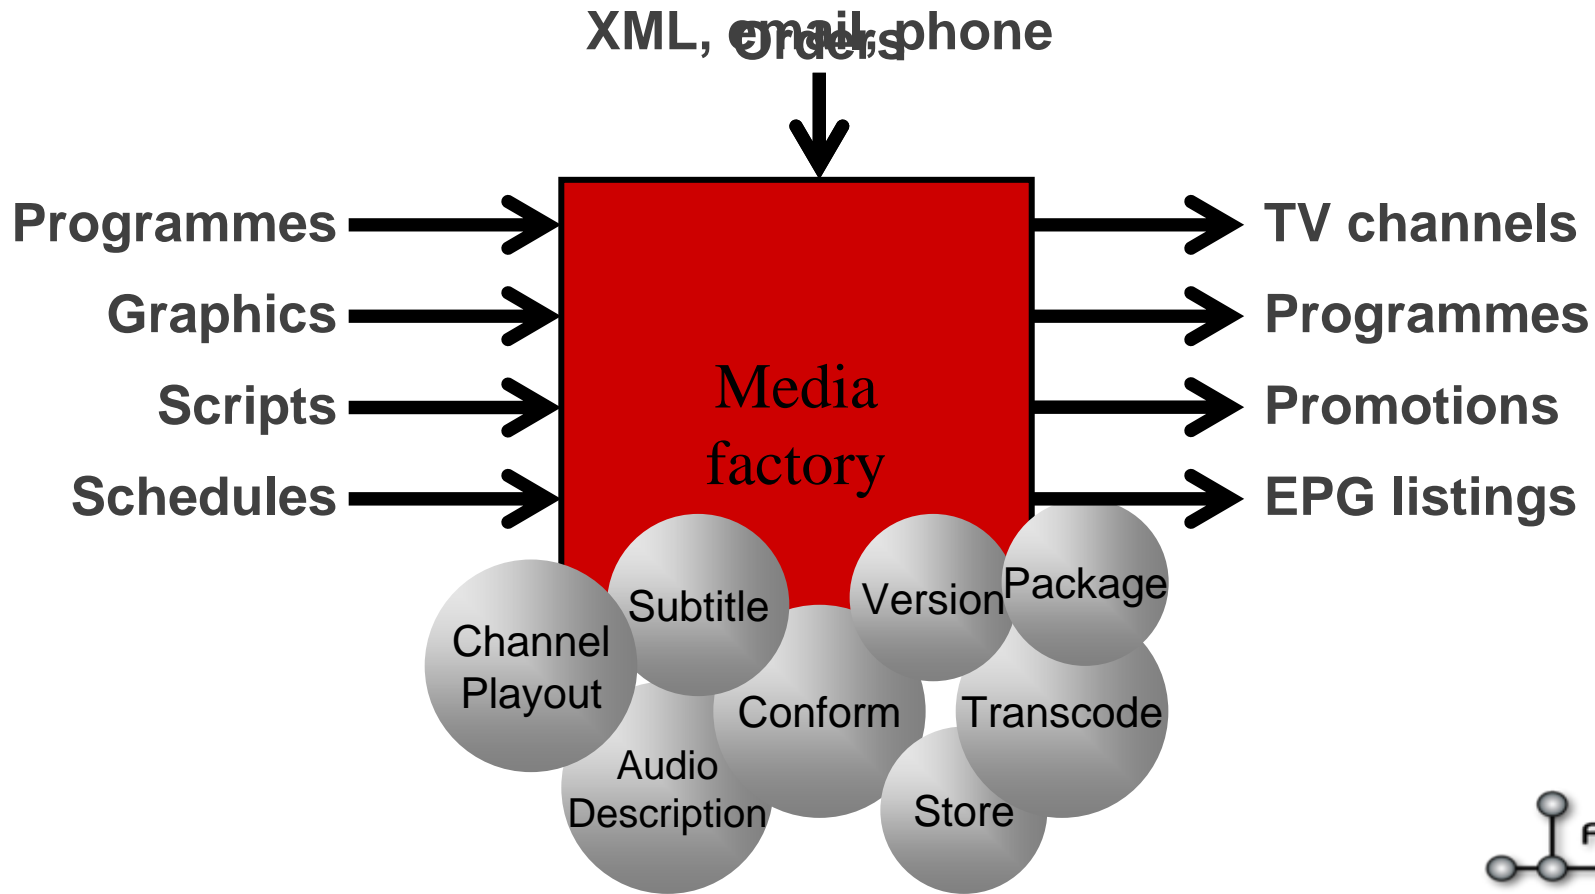 XML, email, phone
Orders
Programmes
Graphics
Scripts
Schedules
Media
factory
TV channels
Programmes
Promotions
EPG listings
Channel
Playout
Subtitle
Version
Package
Audio
Description
Conform
Transcode
Store